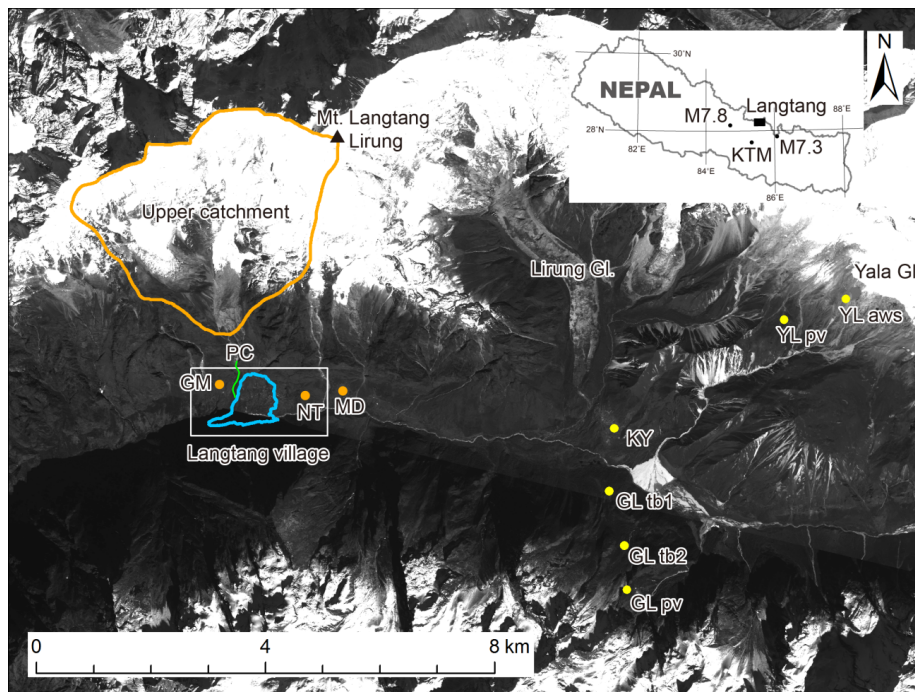 N
30°N
NEPAL
Langtang
88°E
M7.8
28°N
82°E
KTM
M7.3
84°E
86°E
Mt. Langtang
Lirung
Upper catchment
Lirung Gl.
Yala Gl
YL aws
YL pv
PC
GM
NT
MD
Langtang village
KY
GL tb1
GL tb2
GL pv
0
4
8 km